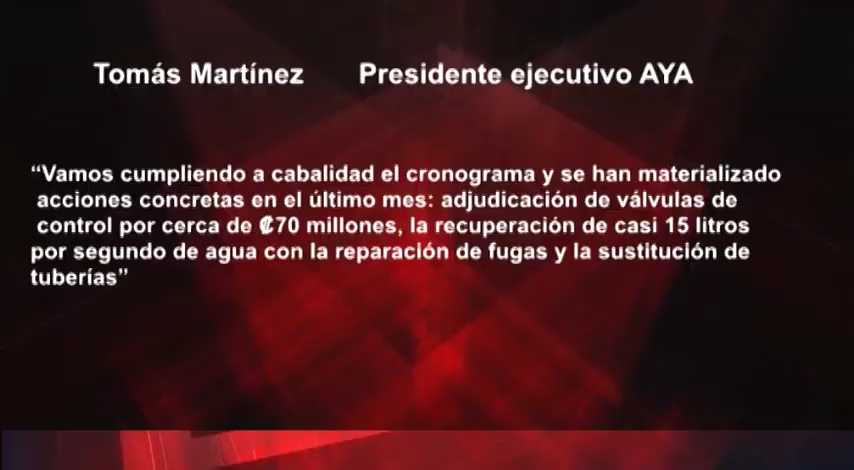 Tomás Martínez Presidente ejecutivo AYA
“Vamos cumpliendo a cabalidad el cronograma y se han materializado
acciones concretas en el último mes: adjudicación de válvulas de
control por cerca de ₡70 millones, la recuperación de casi 15 litros
por segundo de agua con la reparación de fugas y la sustitución de
tuberías”